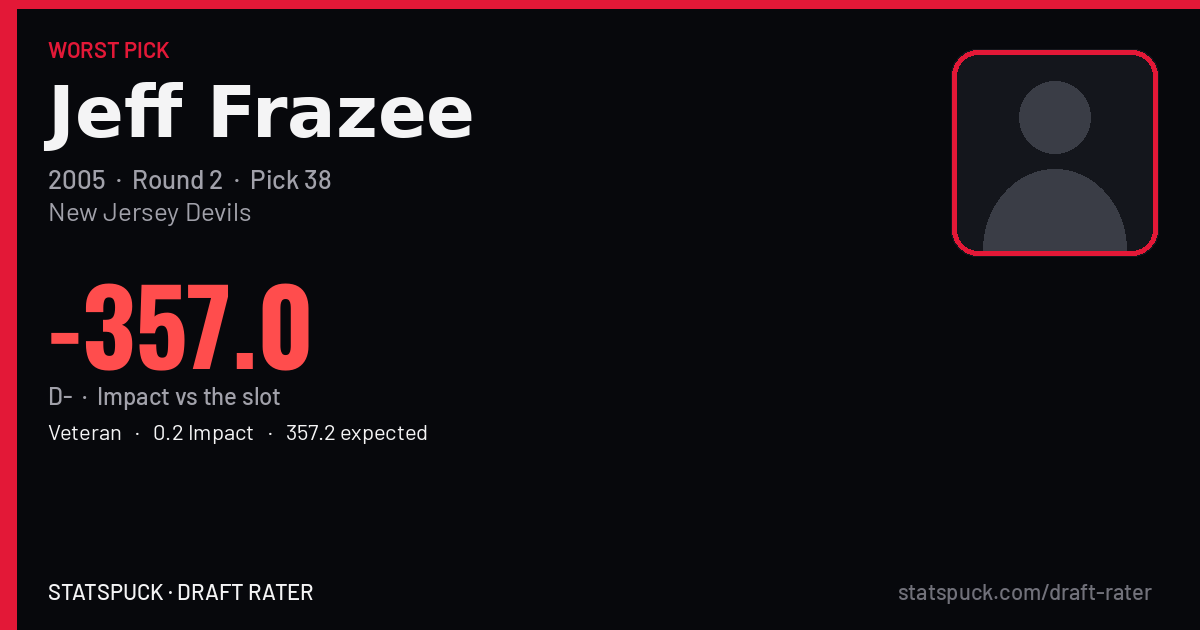 WORST PICK
Jeff Frazee
2005 · Round 2 · Pick 38
New Jersey Devils
-357.0
D- · Impact vs the slot
Veteran · 0.2 Impact · 357.2 expected
STATSPUCK · DRAFT RATER
statspuck.com/draft-rater